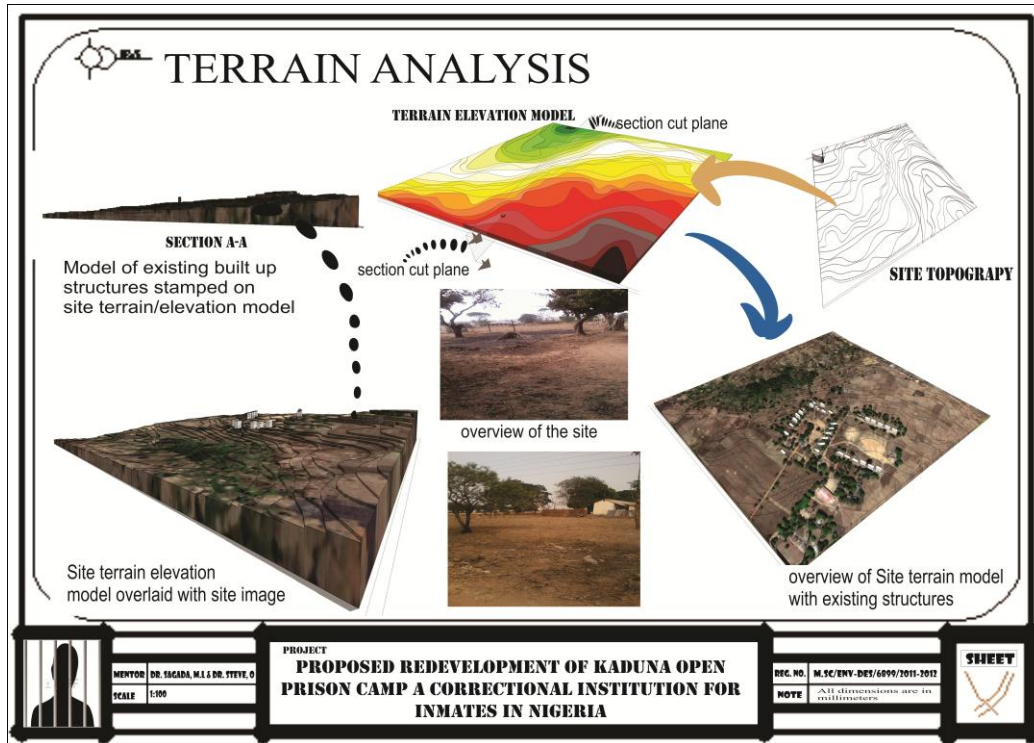 TERRAIN ANALYSIS
TERRAIN ELEVATION MODEL
section cut plane
SECTION A-A
Model of existing built up
structures stamped on
site terrain/elevation model
section cut plane
SITE TOPOGRAPY
overview of the site
Site terrain elevation
model overlaid with site image
overview of Site terrain model
with existing structures
MENTOR DR. SAGADA, M.L & DR. STEVE, O
SCALE 1:100
PROJECT
PROPOSED REDEVELOPMENT OF KADUNA OPEN
PRISON CAMP A CORRECTIONAL INSTITUTION FOR
INMATES IN NIGERIA
REG. NO. M.SC/ENV-DES/6899/2011-2012
NOTE All dimensions are in
millimeters
SHEET